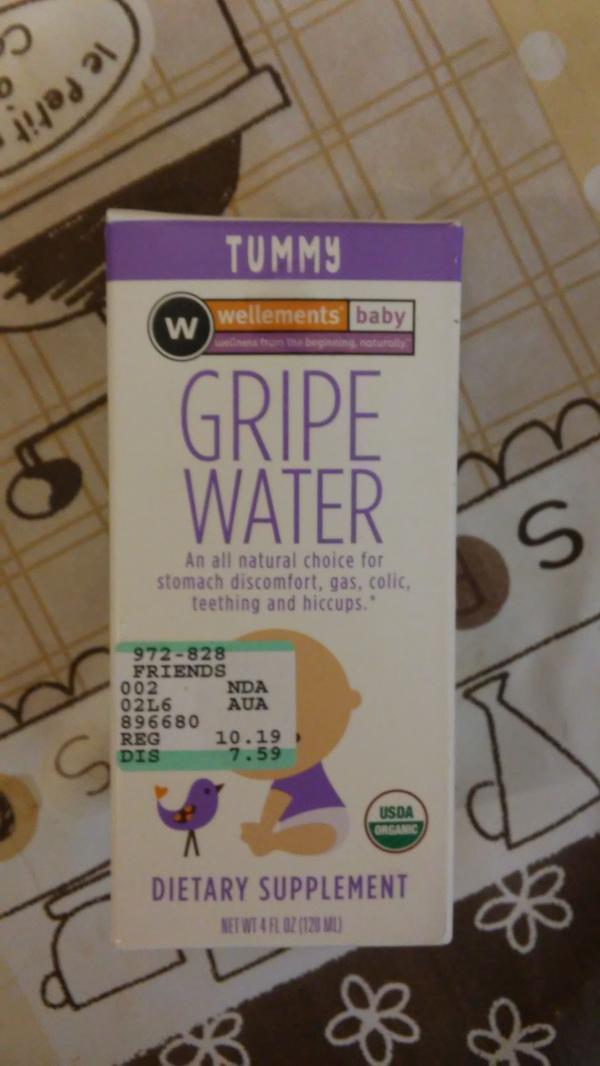 le Petit
TUMMY
W wellements® baby
wellness from the beginning, naturally.™
GRIPE
WATER
An all natural choice for
stomach discomfort, gas, colic,
teething and hiccups.*
972-828
FRIENDS
002 NDA
02L6 AUA
896680
REG 10.19
DIS 7.59
USDA
ORGANIC
DIETARY SUPPLEMENT
NET WT 4 FL OZ (120 ML)